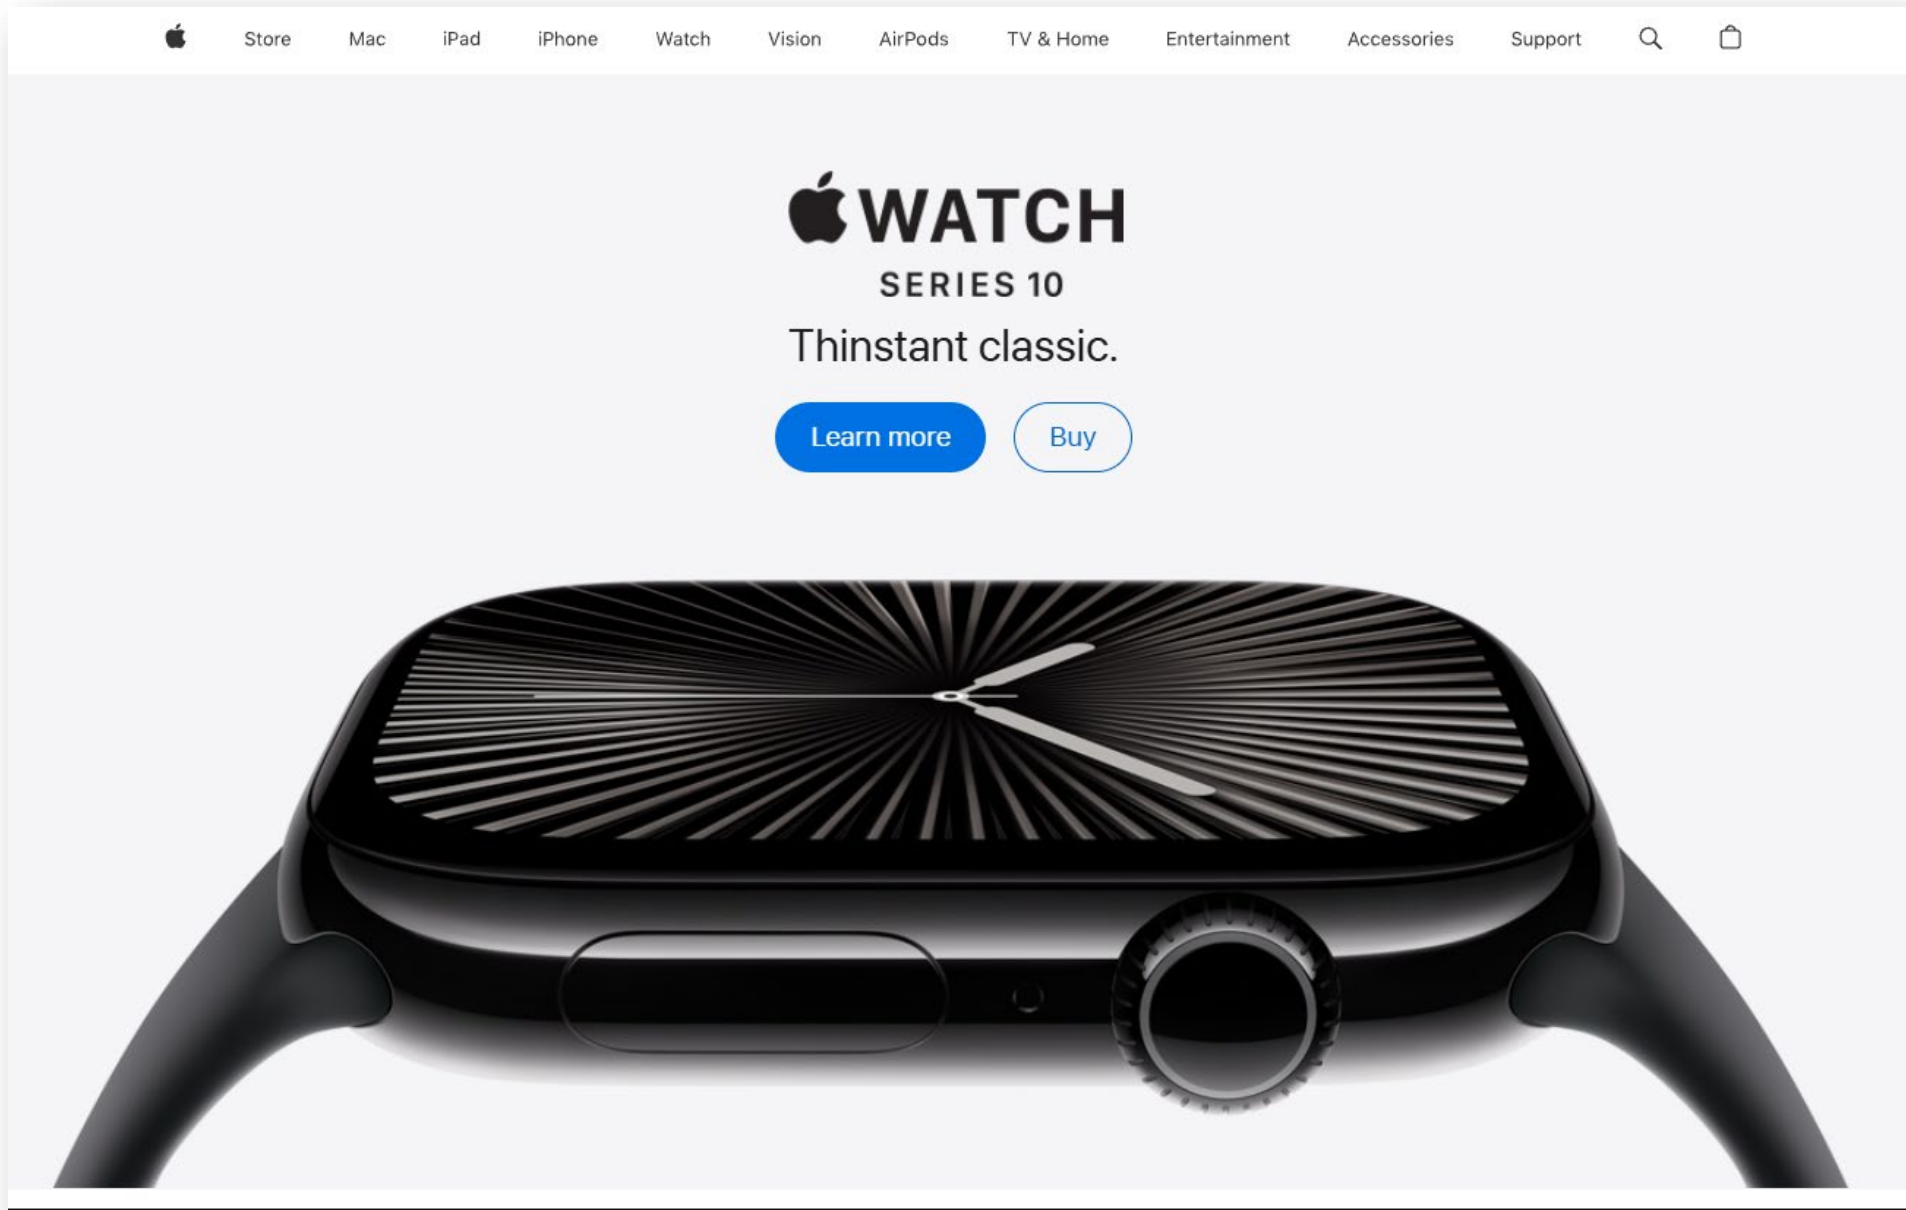 Store Mac iPad iPhone Watch Vision AirPods TV & Home Entertainment Accessories Support
WATCH
SERIES 10
Thinstant classic.
Learn more Buy